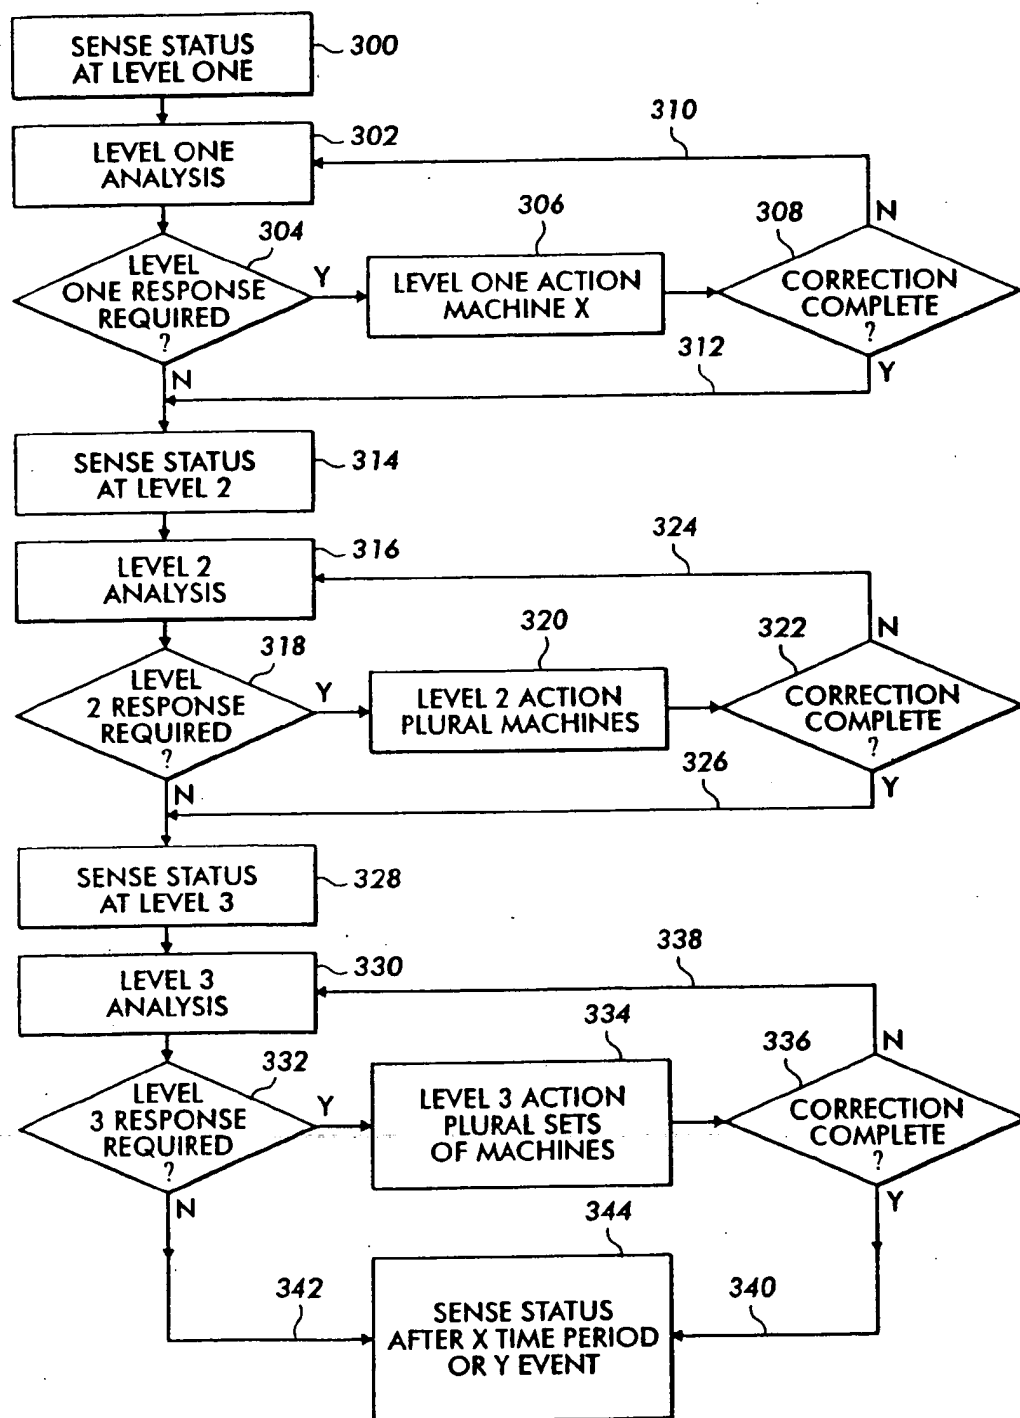 SENSE STATUS
AT LEVEL ONE
300
310
302
LEVEL ONE
ANALYSIS
304
306
308
N
LEVEL
ONE RESPONSE
REQUIRED
?
Y
LEVEL ONE ACTION
MACHINE X
CORRECTION
COMPLETE
?
312
N
Y
SENSE STATUS
AT LEVEL 2
314
324
316
LEVEL 2
ANALYSIS
318
320
322
N
LEVEL
2 RESPONSE
REQUIRED
?
Y
LEVEL 2 ACTION
PLURAL MACHINES
CORRECTION
COMPLETE
?
326
N
Y
SENSE STATUS
AT LEVEL 3
328
338
330
LEVEL 3
ANALYSIS
332
334
336
N
LEVEL
3 RESPONSE
REQUIRED
?
Y
LEVEL 3 ACTION
PLURAL SETS
OF MACHINES
CORRECTION
COMPLETE
?
N
Y
344
342
340
SENSE STATUS
AFTER X TIME PERIOD
OR Y EVENT